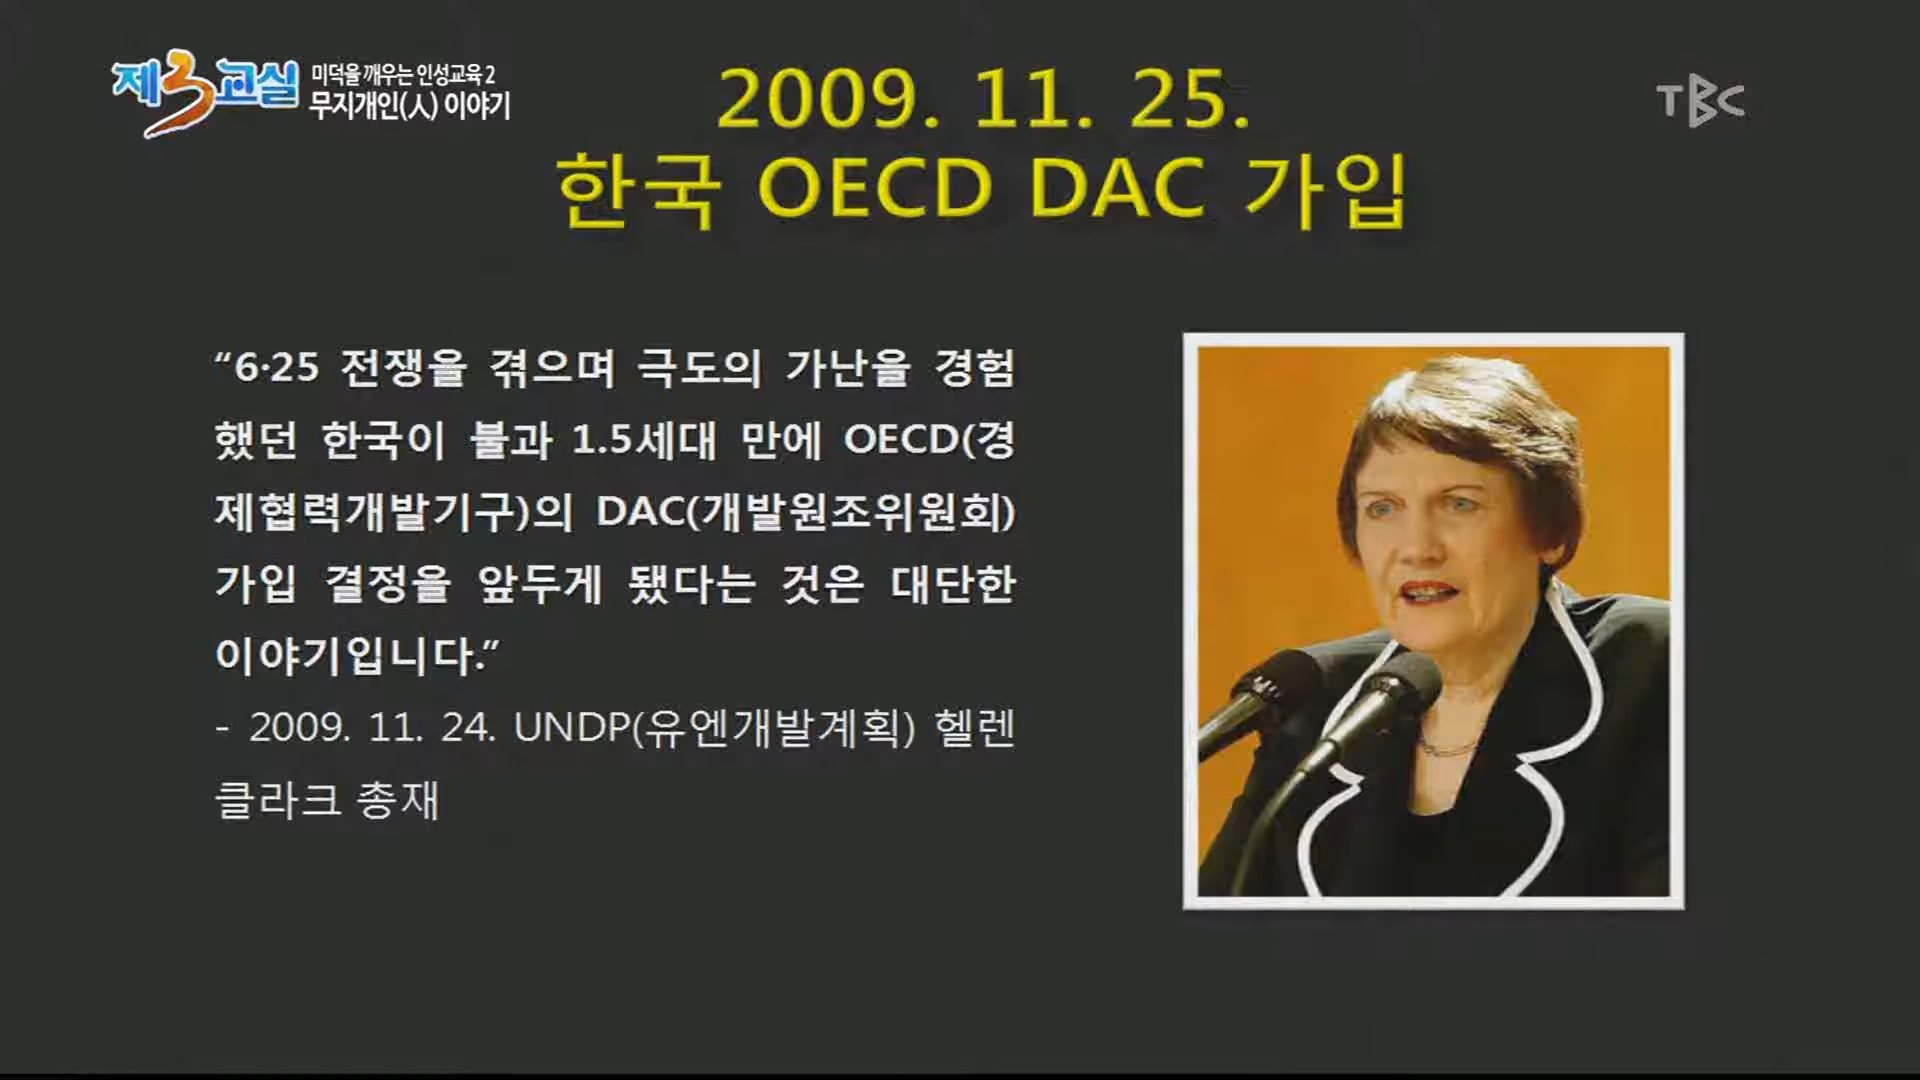 제3교실
미덕을 깨우는 인성교육 2
무지개인(人) 이야기
TBC
2009. 11. 25.
한국 OECD DAC 가입
“6·25 전쟁을 겪으며 극도의 가난을 경험
했던 한국이 불과 1.5세대 만에 OECD(경
제협력개발기구)의 DAC(개발원조위원회)
가입 결정을 앞두게 됐다는 것은 대단한
이야기입니다.”
- 2009. 11. 24. UNDP(유엔개발계획) 헬렌
클라크 총재